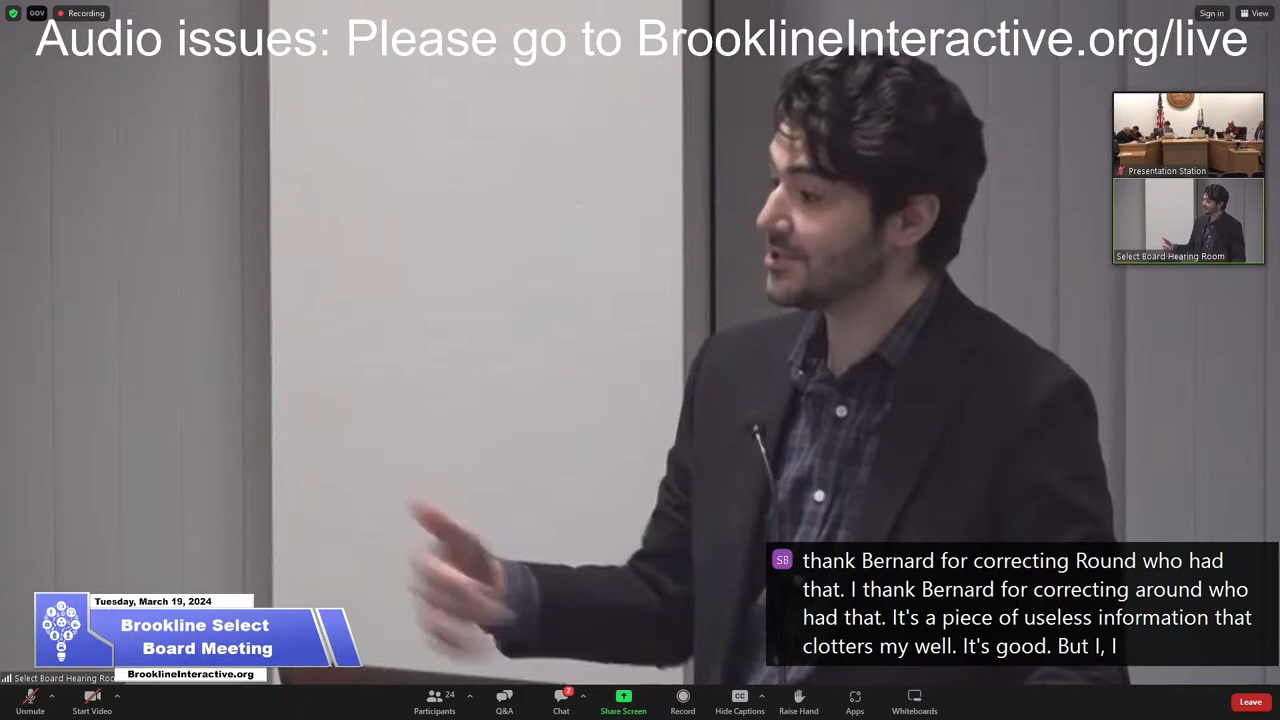 GOV
Recording
Sign in
View
Audio issues: Please go to BrooklineInteractive.org/live
Presentation Station
Select Board Hearing Room
SB
thank Bernard for correcting Round who had
that. I thank Bernard for correcting around who
had that. It's a piece of useless information that
clotters my well. It's good. But I, I
Tuesday, March 19, 2024
Brookline Select
Board Meeting
BrooklineInteractive.org
Select Board Hearing Roo
Unmute
Start Video
Participants
24
Q&A
Chat
2
Share Screen
Record
CC
Hide Captions
Raise Hand
Apps
Whiteboards
Leave